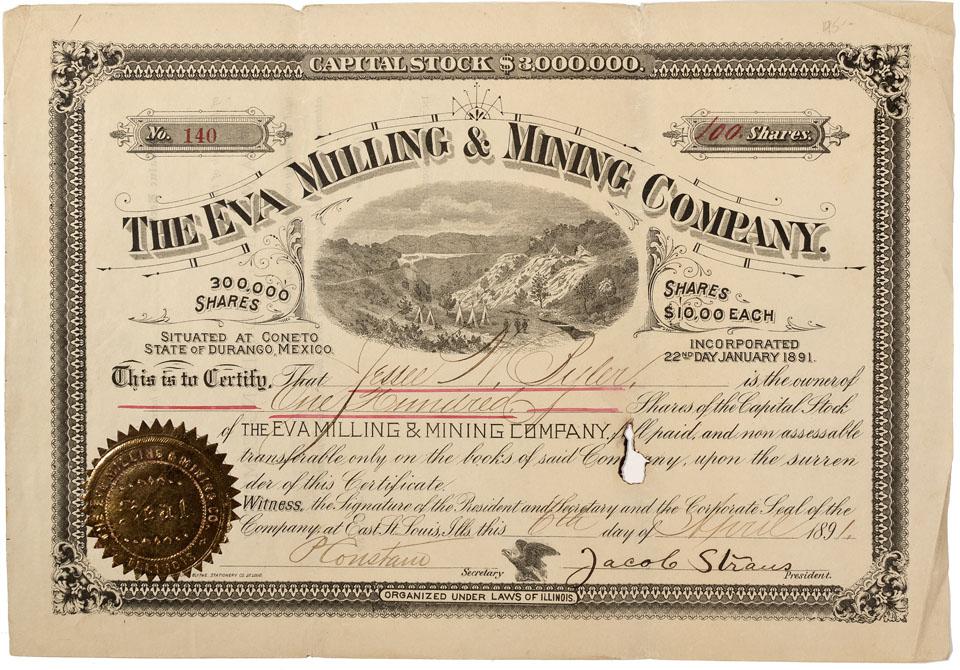 CAPITAL STOCK $3,000,000.
No. 140
100 Shares.
THE EVA MILLING & MINING COMPANY.
300,000 SHARES
SHARES $10.00 EACH
SITUATED AT CONETO
STATE OF DURANGO, MEXICO.
INCORPORATED
22ND DAY JANUARY 1891.
This is to Certify, That Jesse W. is the owner of
One Hundred Shares of the Capital Stock
of THE EVA MILLING & MINING COMPANY, full paid, and non assessable
transferable only on the books of said Company, upon the surren
der of this Certificate.
Witness, the Signature of the President and Secretary and the Corporate Seal of the
Company, at East St. Louis, Ills. this 6th day of April 1891.
Seal
Secretary
Jacob Straus
President.
ORGANIZED UNDER LAWS OF ILLINOIS